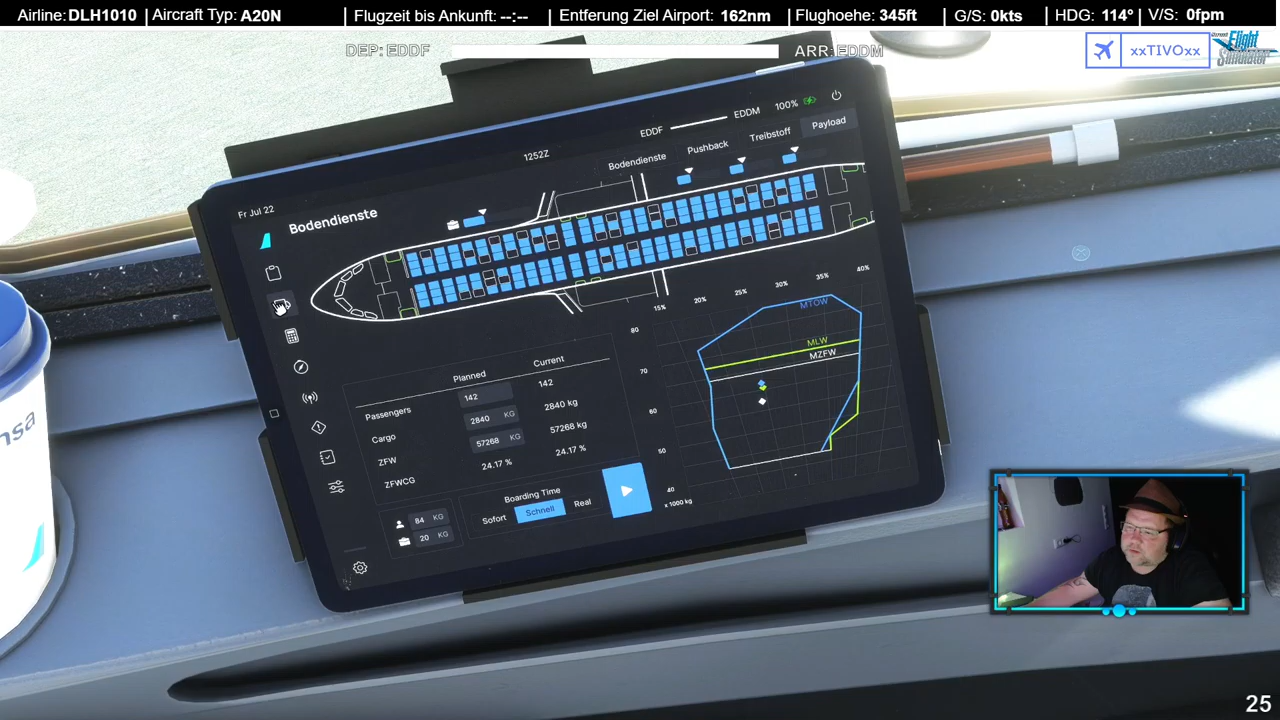 Airline: DLH1010 | Aircraft Typ: A20N | Flugzeit bis Ankunft: --:-- | Entferung Ziel Airport: 162nm | Flughoehe: 345ft | G/S: 0kts | HDG: 114° | V/S: 0fpm
DEP: EDDF ARR: EDDM
xxTIVOxx
Flight Simulator
EDDF EDDM 100%
1252Z
Bodendienste Pushback Treibstoff Payload
Fr Jul 22
Bodendienste
15% 20% 25% 30% 35% 40%
80
70
60
50
40
x 1000 kg
MTOW
MLW
MZFW
Planned Current
Passengers 142 142
Cargo 2840 KG 2840 kg
ZFW 57268 KG 57268 kg
ZFWCG 24.17 % 24.17 %
84 KG
20 KG
Boarding Time
Sofort Schnell Real
nsa
25